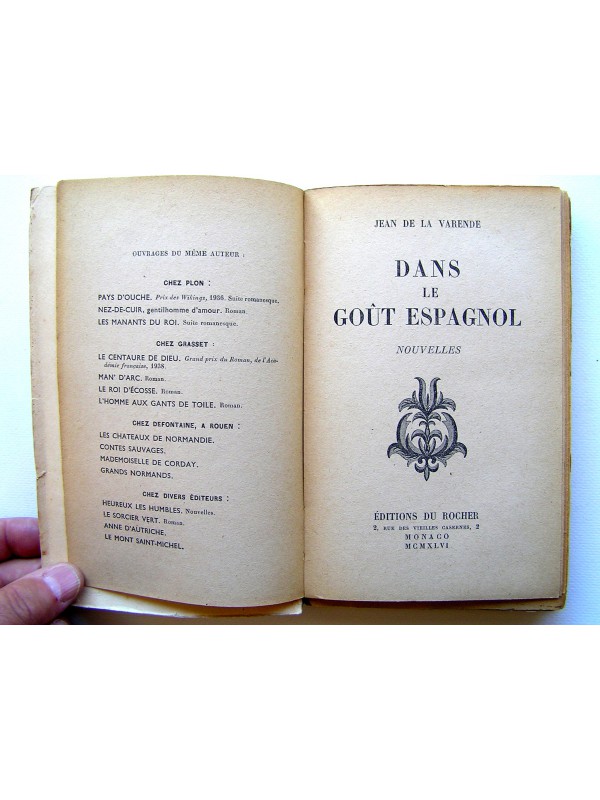 OUVRAGES DU MÊME AUTEUR :
CHEZ PLON :
PAYS D'OUCHE. Prix des Wikings, 1936. Suite romanesque.
NEZ-DE-CUIR, gentilhomme d'amour. Roman.
LES MANANTS DU ROI. Suite romanesque.
CHEZ GRASSET :
LE CENTAURE DE DIEU. Grand prix du Roman, de l'Aca-
démie française, 1938.
MAN' D'ARC. Roman.
LE ROI D'ÉCOSSE. Roman.
L'HOMME AUX GANTS DE TOILE. Roman.
CHEZ DEFONTAINE, A ROUEN :
LES CHATEAUX DE NORMANDIE.
CONTES SAUVAGES.
MADEMOISELLE DE CORDAY.
GRANDS NORMANDS.
CHEZ DIVERS ÉDITEURS :
HEUREUX LES HUMBLES. Nouvelles.
LE SORCIER VERT. Roman.
ANNE D'AUTRICHE.
LE MONT SAINT-MICHEL.
JEAN DE LA VARENDE
DANS
LE
GOÛT ESPAGNOL
NOUVELLES
ÉDITIONS DU ROCHER
2, RUE DES VIEILLES CASERNES, 2
MONACO
MCMXLVI